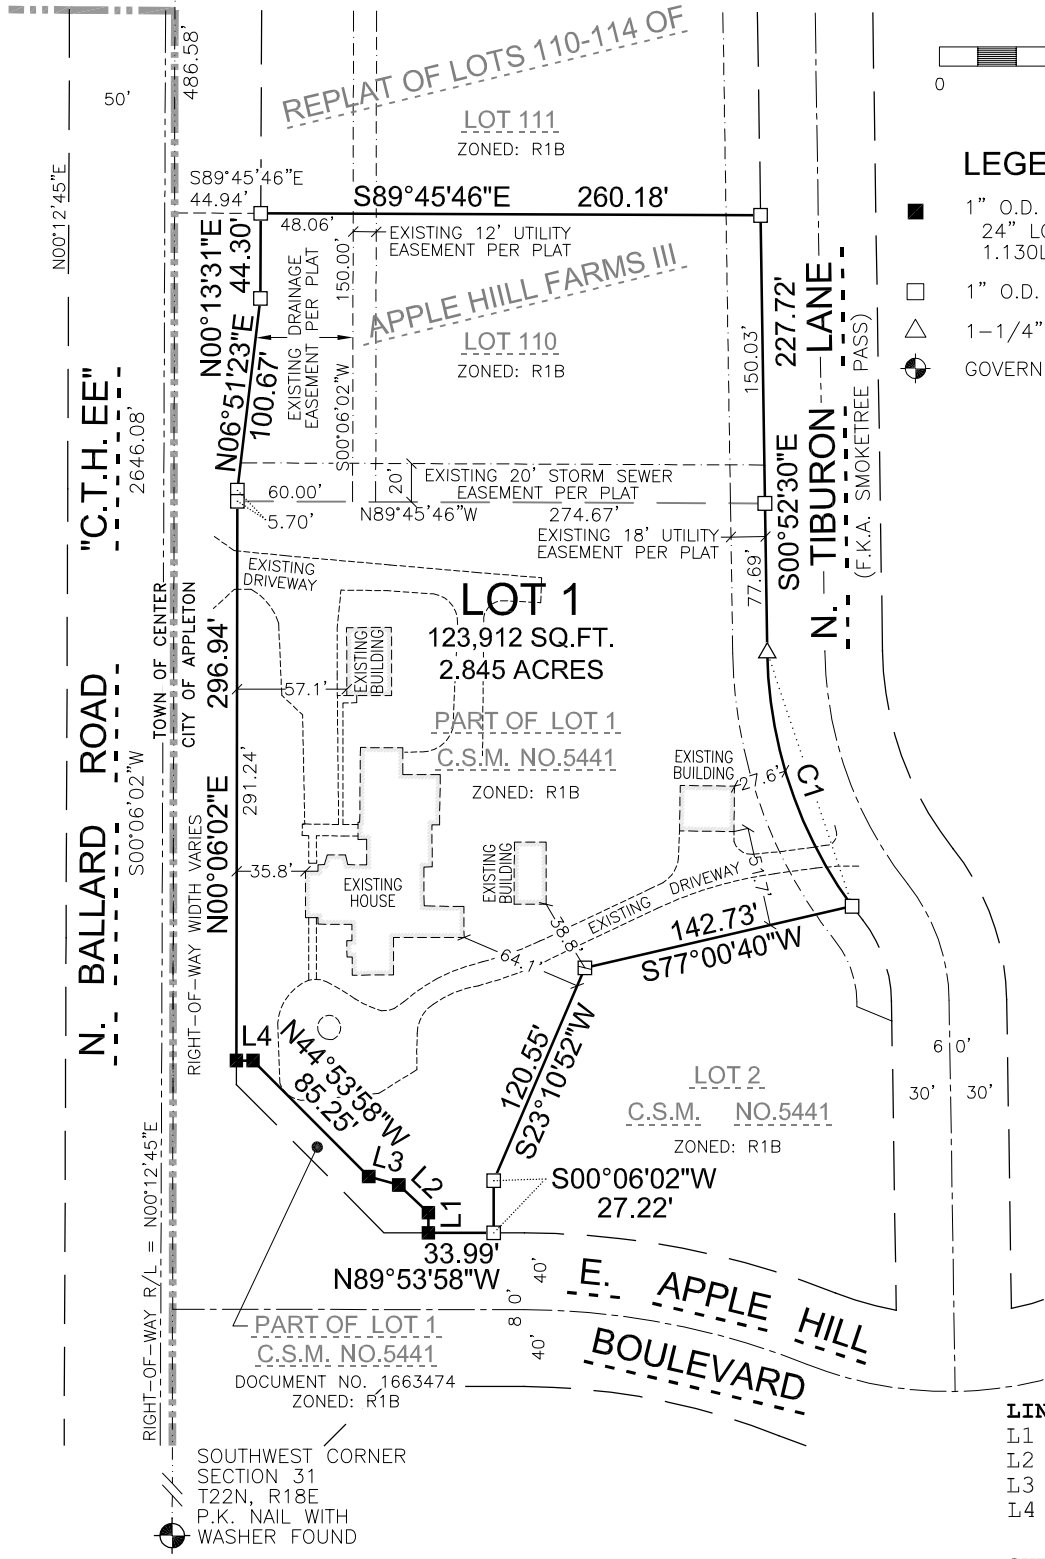 486.58'
50'
REPLAT OF LOTS 110-114 OF
LOT 111
ZONED: R1B
0
LEGE
1" O.D.
24" LO
1.130L
1" O.D.
1-1/4"
GOVERN
N00°12'45"E
S89°45'46"E
44.94'
S89°45'46"E 260.18'
48.06'
EXISTING 12' UTILITY
EASEMENT PER PLAT
N00°13'31"E
44.30'
EXISTING DRAINAGE
EASEMENT PER PLAT
150.00'
S00°06'02"W
APPLE HIILL FARMS III
LOT 110
ZONED: R1B
N06°51'23"E
100.67'
150.03'
227.72'
S00°52'30"E
N. TIBURON LANE
(F.K.A. SMOKETREE PASS)
"C.T.H. EE"
2646.08'
20'
EXISTING 20' STORM SEWER
EASEMENT PER PLAT
60.00'
5.70'
N89°45'46"W
274.67'
EXISTING 18' UTILITY
EASEMENT PER PLAT
77.69'
EXISTING
DRIVEWAY
LOT 1
123,912 SQ.FT.
2.845 ACRES
TOWN OF CENTER
CITY OF APPLETON
EXISTING
BUILDING
57.1'
296.94'
N00°06'02"E
291.24'
PART OF LOT 1
C.S.M. NO.5441
ZONED: R1B
N. BALLARD ROAD
S00°06'02"W
RIGHT-OF-WAY WIDTH VARIES
EXISTING
BUILDING
27.6'
C1
35.8'
EXISTING
HOUSE
EXISTING
BUILDING
51.7'
EXISTING DRIVEWAY
38.8'
64.1'
142.73'
S77°00'40"W
L4
N44°53'58"W
85.25'
120.55'
S23°10'52"W
60'
30' 30'
LOT 2
C.S.M. NO.5441
ZONED: R1B
L3
L2
L1
S00°06'02"W
27.22'
33.99'
N89°53'58"W
RIGHT-OF-WAY R/L = N00°12'45"E
40'
80'
40'
E. APPLE HILL
BOULEVARD
PART OF LOT 1
C.S.M. NO.5441
DOCUMENT NO. 1663474
ZONED: R1B
LIN
L1
L2
L3
L4
SOUTHWEST CORNER
SECTION 31
T22N, R18E
P.K. NAIL WITH
WASHER FOUND